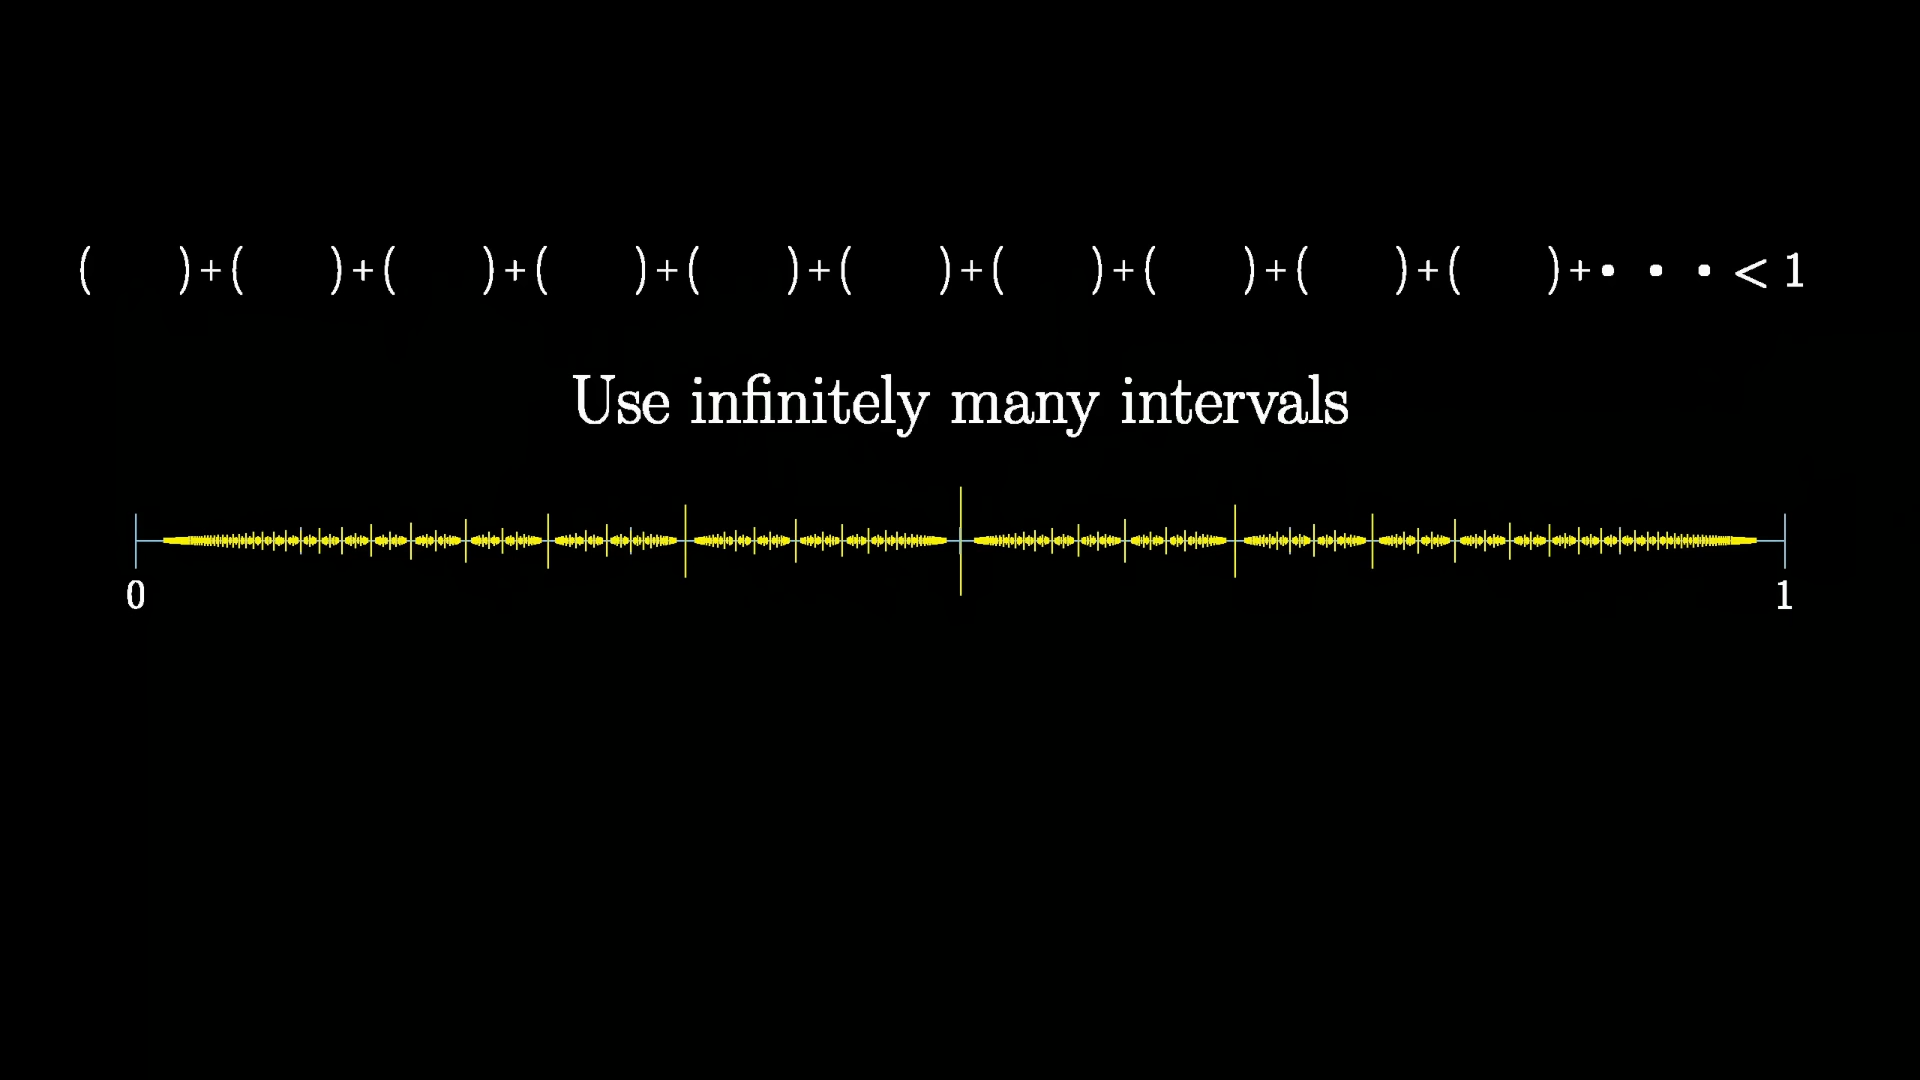 (      )+(      )+(      )+(      )+(      )+(      )+(      )+(      )+(      )+(      )+• • • < 1
Use infinitely many intervals
0 1